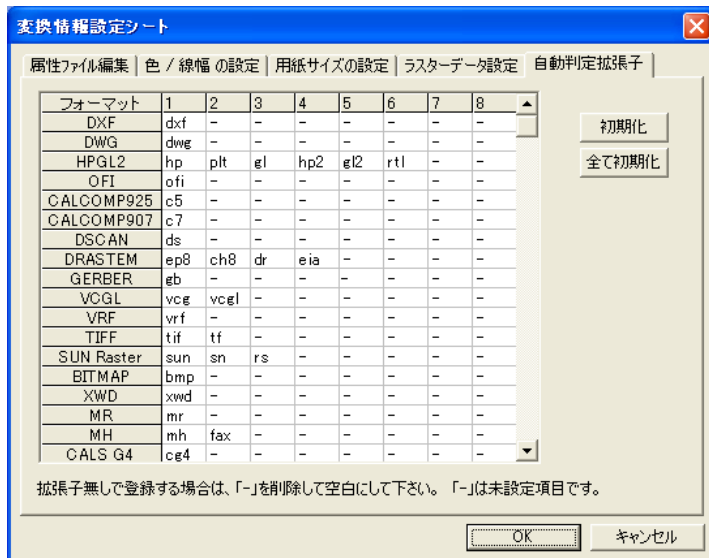 変換情報設定シート
属性ファイル編集 色 / 線幅 の設定 用紙サイズの設定 ラスターデータ設定 自動判定拡張子
フォーマット 1 2 3 4 5 6 7 8
DXF dxf - - - - - - -
DWG dwg - - - - - - -
HPGL2 hp plt gl hp2 gl2 rtl - -
OFI ofi - - - - - - -
CALCOMP925 c5 - - - - - - -
CALCOMP907 c7 - - - - - - -
DSCAN ds - - - - - - -
DRASTEM ep8 ch8 dr eia - - - -
GERBER gb - - - - - - -
VCGL vcg vcgl - - - - - -
VRF vrf - - - - - - -
TIFF tif tf - - - - - -
SUN Raster sun sn rs - - - - -
BITMAP bmp - - - - - - -
XWD xwd - - - - - - -
MR mr - - - - - - -
MH mh fax - - - - - -
CALS G4 cg4 - - - - - - -
初期化
全て初期化
拡張子無しで登録する場合は、「-」を削除して空白にして下さい。 「-」は未設定項目です。
OK キャンセル